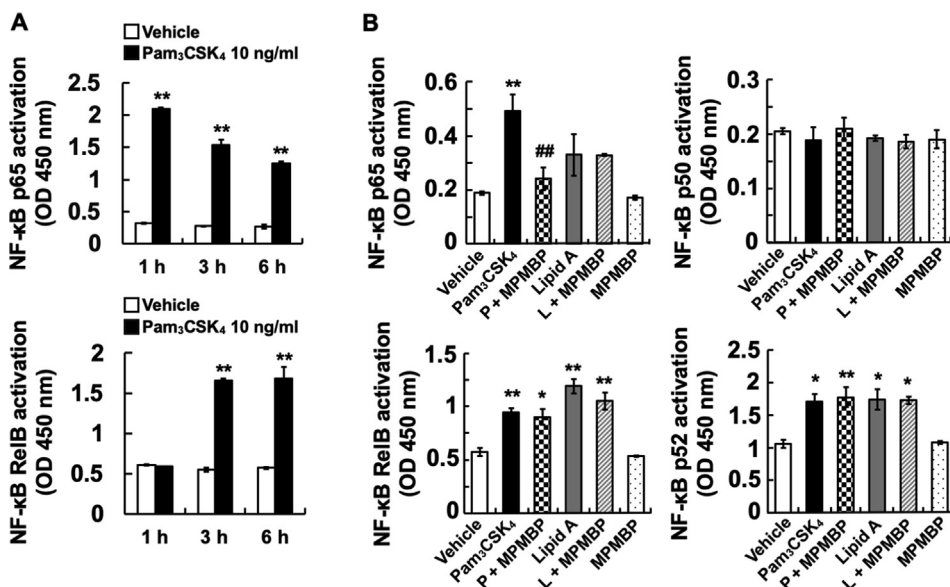 A
Vehicle
Pam₃CSK₄ 10 ng/ml
NF-κB p65 activation
(OD 450 nm)
2.5
2
1.5
1
0.5
0
**
**
**
1 h
3 h
6 h
Vehicle
Pam₃CSK₄ 10 ng/ml
NF-κB RelB activation
(OD 450 nm)
2
1.5
1
0.5
0
**
**
1 h
3 h
6 h
B
NF-κB p65 activation
(OD 450 nm)
0.6
0.4
0.2
0
**
##
Vehicle
Pam₃CSK₄
P + MPMBP
Lipid A
L + MPMBP
MPMBP
NF-κB p50 activation
(OD 450 nm)
0.3
0.2
0.1
0
Vehicle
Pam₃CSK₄
P + MPMBP
Lipid A
L + MPMBP
MPMBP
NF-κB RelB activation
(OD 450 nm)
1.5
1
0.5
0
**
*
**
**
Vehicle
Pam₃CSK₄
P + MPMBP
Lipid A
L + MPMBP
MPMBP
NF-κB p52 activation
(OD 450 nm)
2.5
2
1.5
1
0.5
0
*
**
*
*
Vehicle
Pam₃CSK₄
P + MPMBP
Lipid A
L + MPMBP
MPMBP